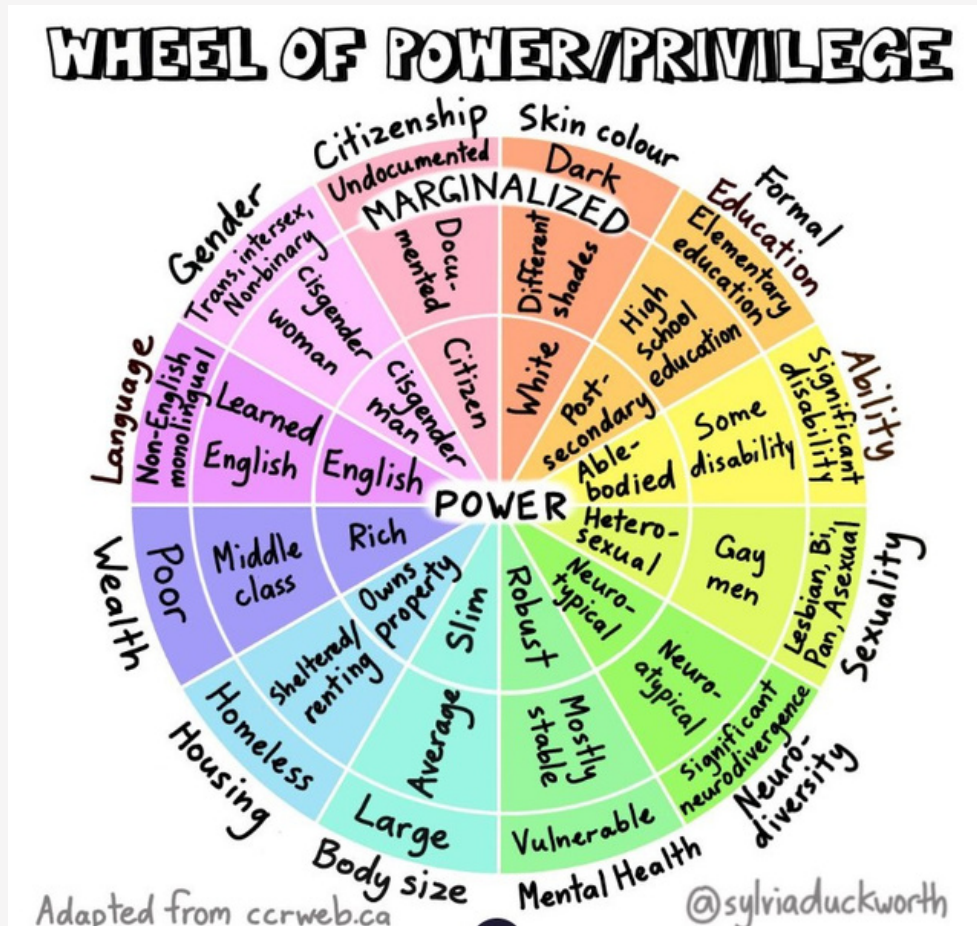 WHEEL OF POWER/PRIVILEGE
Citizenship
Undocumented
Docu-
mented
Citizen
Skin colour
Dark
Different
shades
White
MARGINALIZED
Formal
Education
Elementary
education
High
school
education
Post-
secondary
Ability
Significant
disability
Some
disability
Able-
bodied
Sexuality
Lesbian, Bi,
Pan, Asexual
Gay
men
Hetero-
sexual
Neuro-
diversity
Significant
neurodivergence
Neuro-
atypical
Neuro-
typical
Mental Health
Vulnerable
Mostly
stable
Robust
Body size
Large
Average
Slim
Housing
Homeless
Sheltered/
renting
Owns
property
Wealth
Poor
Middle
class
Rich
Language
Non-English
monolingual
Learned
English
English
Gender
Trans, intersex,
Non-binary
cisgender
woman
cisgender
man
POWER
Adapted from ccrweb.ca
@sylviaduckworth